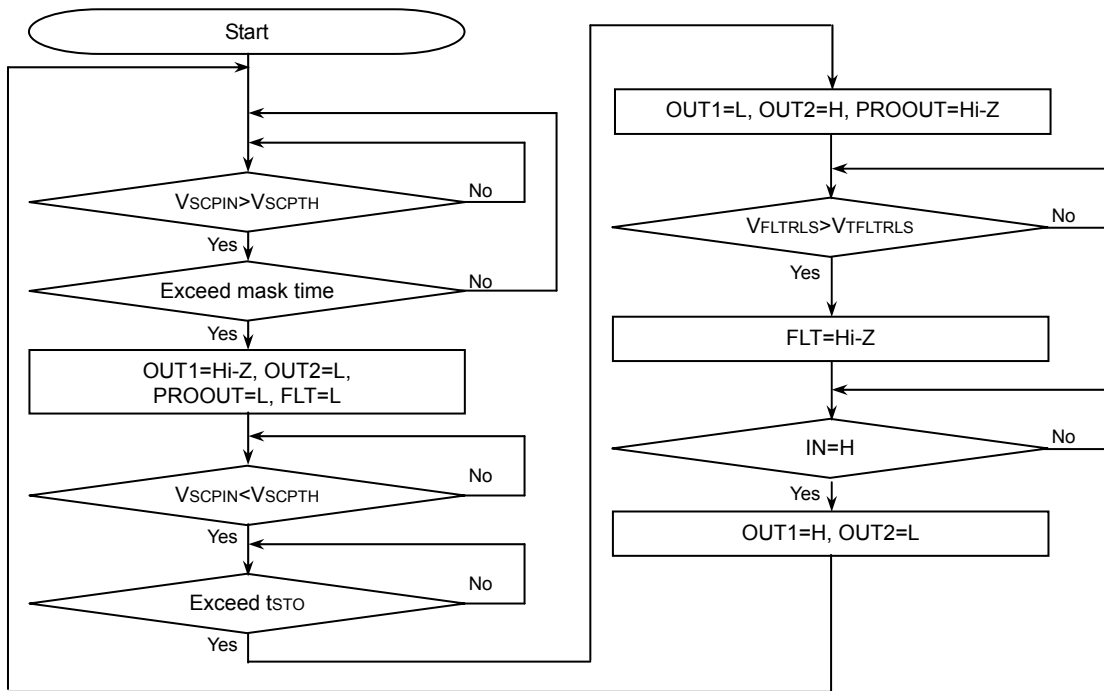 Start
VSCPIN>VSCPTH
No
Yes
Exceed mask time
No
Yes
OUT1=Hi-Z, OUT2=L,
PROOUT=L, FLT=L
VSCPIN<VSCPTH
No
Yes
Exceed tSTO
No
Yes
OUT1=L, OUT2=H, PROOUT=Hi-Z
VFLTRLS>VTFLTRLS
No
Yes
FLT=Hi-Z
IN=H
No
Yes
OUT1=H, OUT2=L